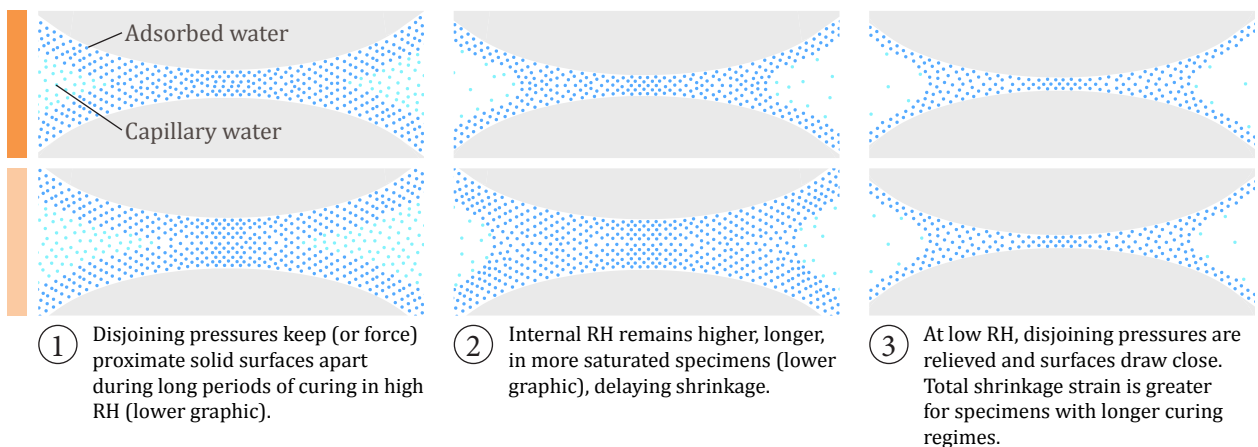 Adsorbed water
Capillary water
1 Disjoining pressures keep (or force)
proximate solid surfaces apart
during long periods of curing in high
RH (lower graphic).
2 Internal RH remains higher, longer,
in more saturated specimens (lower
graphic), delaying shrinkage.
3 At low RH, disjoining pressures are
relieved and surfaces draw close.
Total shrinkage strain is greater
for specimens with longer curing
regimes.